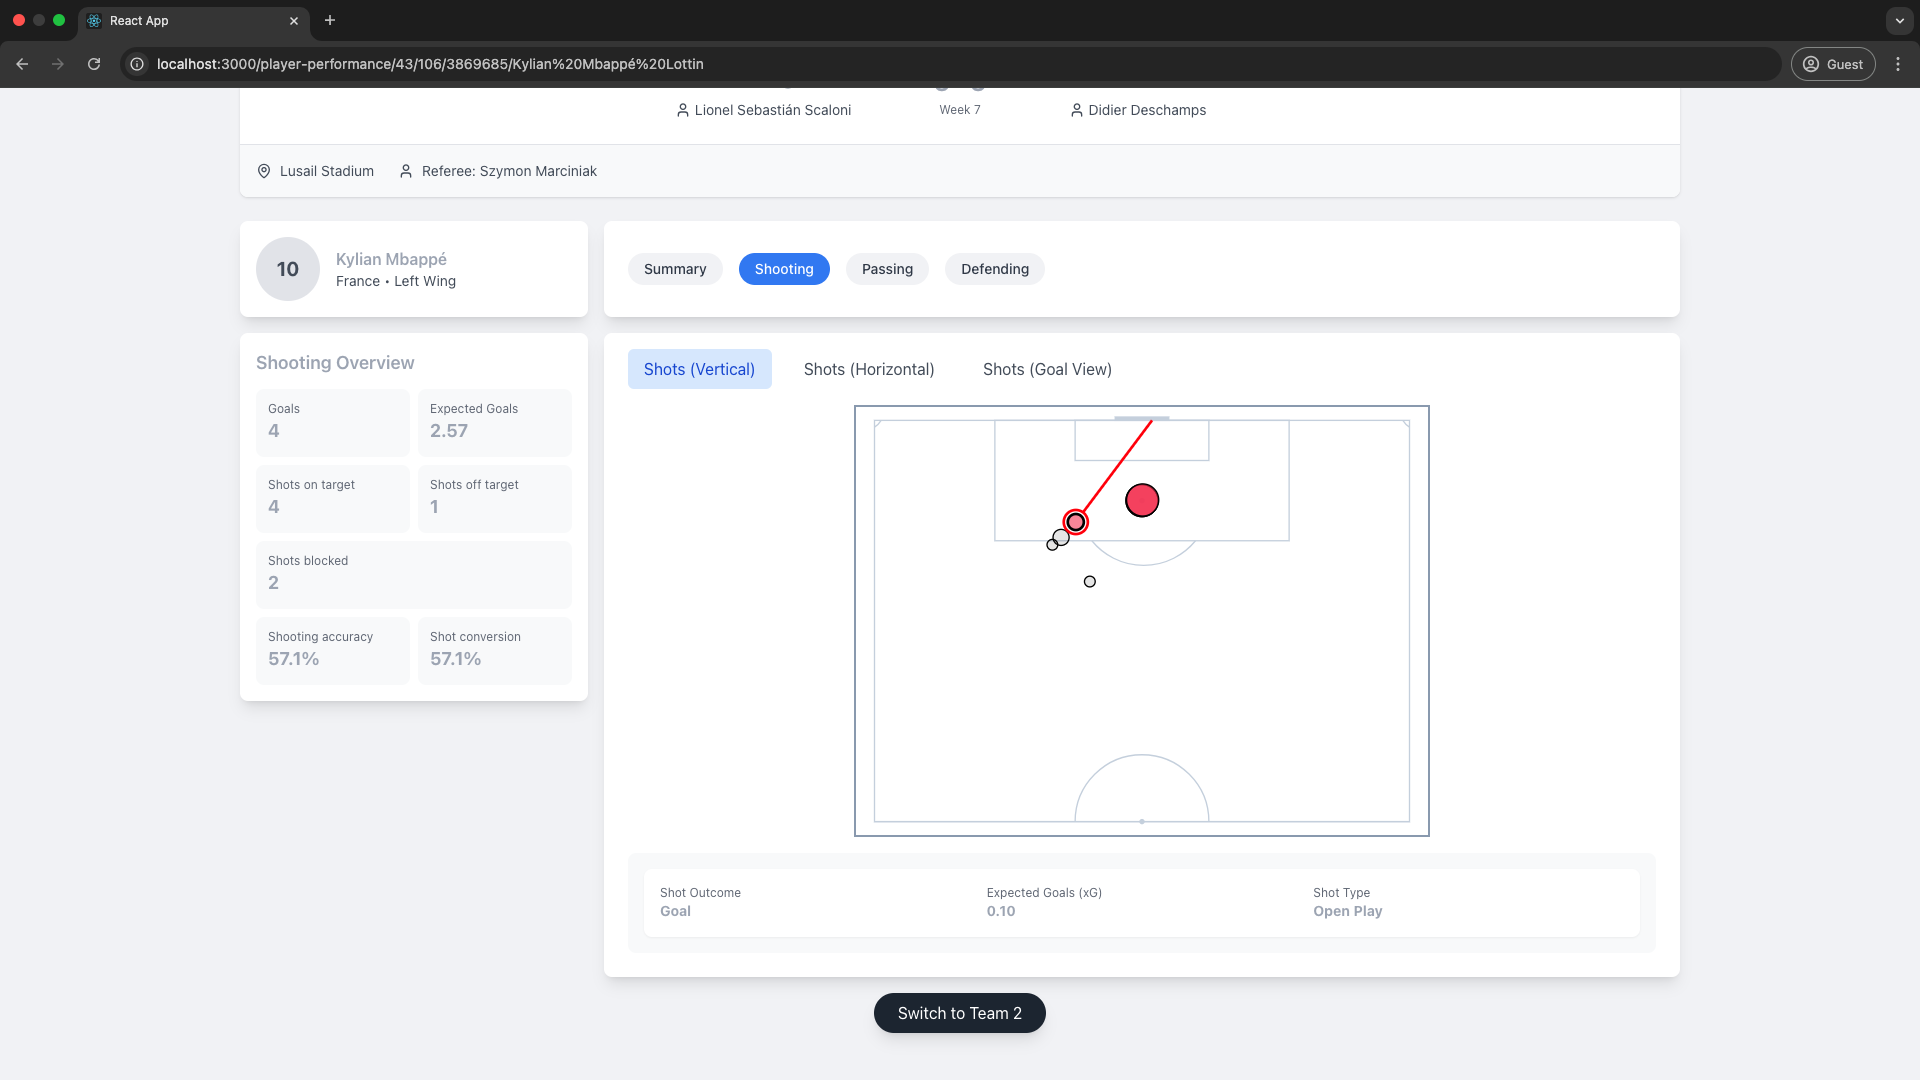 React App
localhost:3000/player-performance/43/106/3869685/Kylian%20Mbappé%20Lottin
Guest
Lionel Sebastián Scaloni
Week 7
Didier Deschamps
Lusail Stadium
Referee: Szymon Marciniak
10
Kylian Mbappé
France • Left Wing
Summary
Shooting
Passing
Defending
Shooting Overview
Goals
4
Expected Goals
2.57
Shots on target
4
Shots off target
1
Shots blocked
2
Shooting accuracy
57.1%
Shot conversion
57.1%
Shots (Vertical)
Shots (Horizontal)
Shots (Goal View)
Shot Outcome
Goal
Expected Goals (xG)
0.10
Shot Type
Open Play
Switch to Team 2